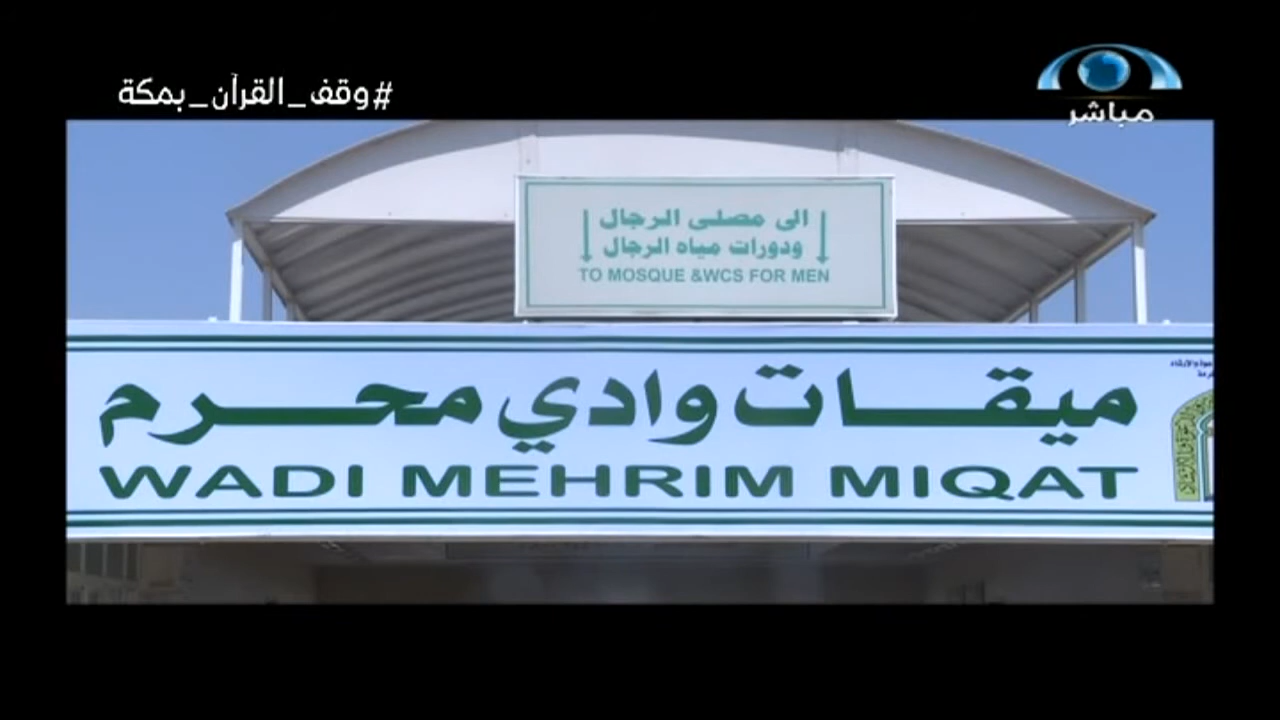 #وقف_القرآن_بمكة
مباشر
الى مصلى الرجال
ودورات مياه الرجال
TO MOSQUE &WCS FOR MEN
ميقات وادي محرم
WADI MEHRIM MIQAT